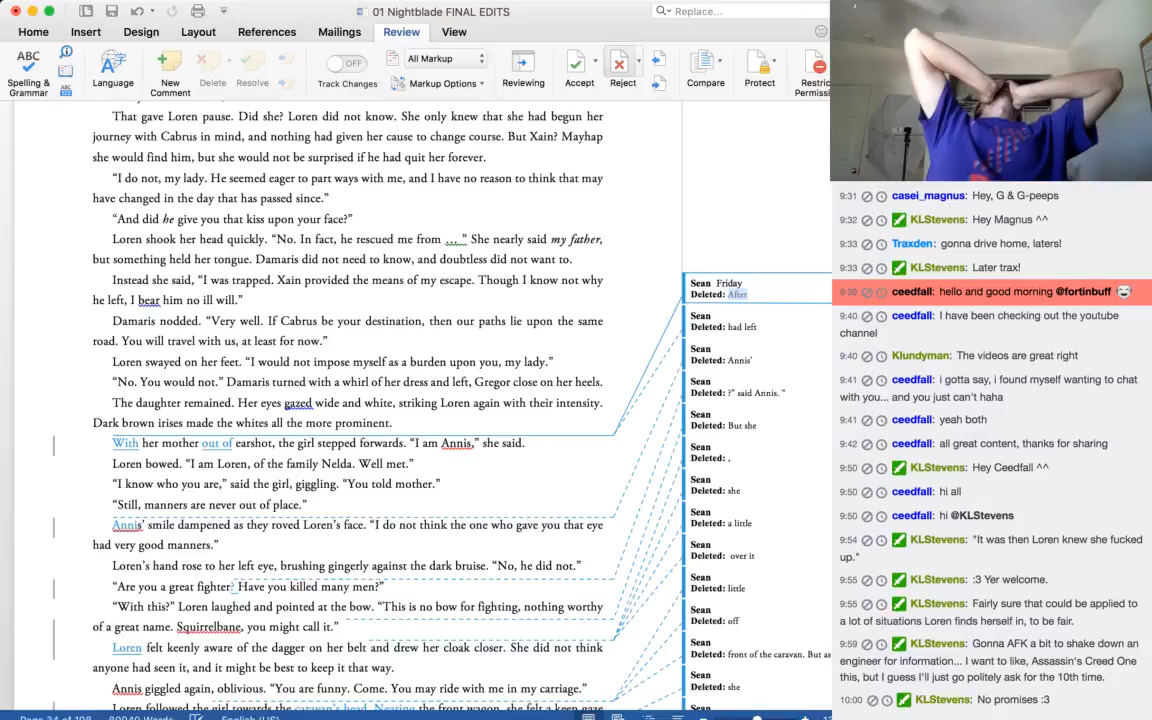 01 Nightblade FINAL EDITS
Replace...
Home Insert Design Layout References Mailings Review View
ABC
Spelling &
Grammar
ABC
123
Language
New
Comment
Delete
Resolve
OFF
Track Changes
All Markup
Markup Options
Reviewing
Accept
Reject
Compare
Protect
Restric
Permissi
That gave Loren pause. Did she? Loren did not know. She only knew that she had begun her
journey with Cabrus in mind, and nothing had given her cause to change course. But Xain? Mayhap
she would find him, but she would not be surprised if he had quit her forever.
“I do not, my lady. He seemed eager to part ways with me, and I have no reason to think that may
have changed in the day that has passed since.”
“And did he give you that kiss upon your face?”
Loren shook her head quickly. “No. In fact, he rescued me from …” She nearly said my father,
but something held her tongue. Damaris did not need to know, and doubtless did not want to.
Instead she said, “I was trapped. Xain provided the means of my escape. Though I know not why
he left, I bear him no ill will.”
Damaris nodded. “Very well. If Cabrus be your destination, then our paths lie upon the same
road. You will travel with us, at least for now.”
Loren swayed on her feet. “I would not impose myself as a burden upon you, my lady.”
“No. You would not.” Damaris turned with a whirl of her dress and left, Gregor close on her heels.
The daughter remained. Her eyes gazed wide and white, striking Loren again with their intensity.
Dark brown irises made the whites all the more prominent.
With her mother out of earshot, the girl stepped forwards. “I am Annis,” she said.
Loren bowed. “I am Loren, of the family Nelda. Well met.”
“I know who you are,” said the girl, giggling. “You told mother.”
“Still, manners are never out of place.”
Annis’ smile dampened as they roved Loren’s face. “I do not think the one who gave you that eye
had very good manners.”
Loren’s hand rose to her left eye, brushing gingerly against the dark bruise. “No, he did not.”
“Are you a great fighter? Have you killed many men?”
“With this?” Loren laughed and pointed at the bow. “This is no bow for fighting, nothing worthy
of a great name. Squirrelbane, you might call it.”
Loren felt keenly aware of the dagger on her belt and drew her cloak closer. She did not think
anyone had seen it, and it might be best to keep it that way.
Annis giggled again, oblivious. “You are funny. Come. You may ride with me in my carriage.”
Loren followed the girl towards the caravan’s head. Nearing the front wagon, she felt a keen gaze
Sean Friday
Deleted: After
Sean
Deleted: had left
Sean
Deleted: Annis’
Sean
Deleted: ?” said Annis. “
Sean
Deleted: But she
Sean
Deleted: ,
Sean
Deleted: she
Sean
Deleted: a little
Sean
Deleted: over it
Sean
Deleted: little
Sean
Deleted: off
Sean
Deleted: front of the caravan. But as
Sean
Deleted: she
Sean
Page 34 of 198 80949 Words English (US)
9:31 casei_magnus: Hey, G & G-peeps
9:32 KLStevens: Hey Magnus ^^
9:33 Traxden: gonna drive home, laters!
9:33 KLStevens: Later trax!
9:39 ceedfall: hello and good morning @fortinbuff
9:40 ceedfall: I have been checking out the youtube
channel
9:40 Klundyman: The videos are great right
9:41 ceedfall: i gotta say, i found myself wanting to chat
with you... and you just can't haha
9:41 ceedfall: yeah both
9:42 ceedfall: all great content, thanks for sharing
9:50 KLStevens: Hey Ceedfall ^^
9:50 ceedfall: hi all
9:50 ceedfall: hi @KLStevens
9:54 KLStevens: "It was then Loren knew she fucked
up."
9:55 KLStevens: :3 Yer welcome.
9:55 KLStevens: Fairly sure that could be applied to
a lot of situations Loren finds herself in, to be fair.
9:59 KLStevens: Gonna AFK a bit to shake down an
engineer for information... I want to like, Assassin's Creed One
this, but I guess I'll just go politely ask for the 10th time.
10:00 KLStevens: No promises :3